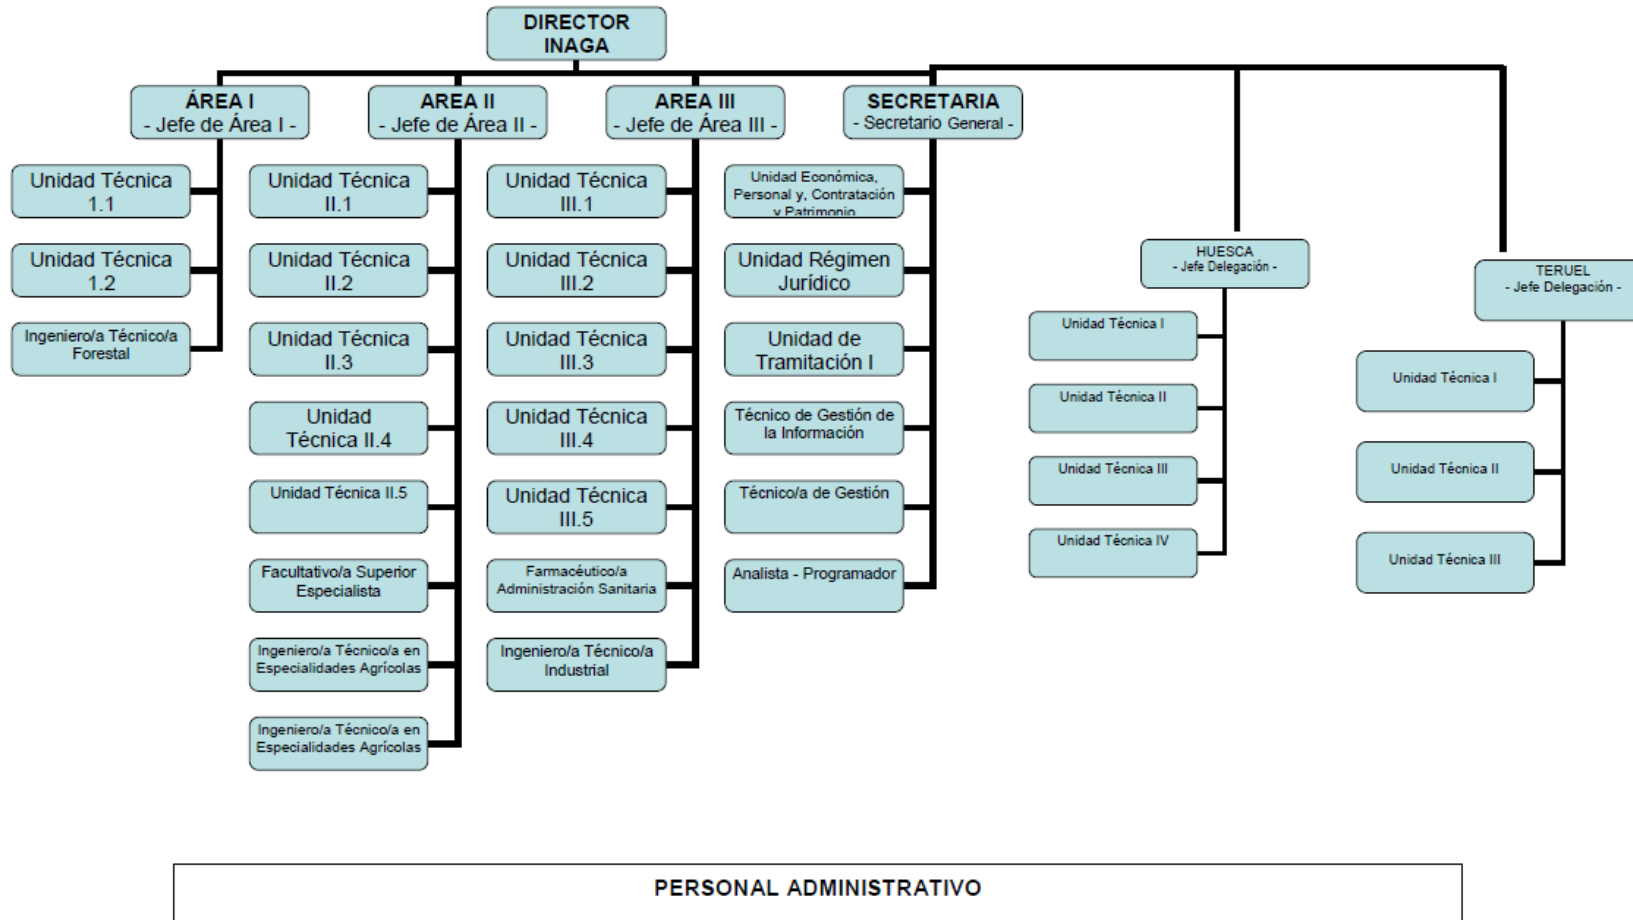 DIRECTOR
INAGA
ÁREA I
- Jefe de Área I -
AREA II
- Jefe de Área II -
AREA III
- Jefe de Área III -
SECRETARIA
- Secretario General -
Unidad Técnica
1.1
Unidad Técnica
1.2
Ingeniero/a Técnico/a
Forestal
Unidad Técnica
II.1
Unidad Técnica
II.2
Unidad Técnica
II.3
Unidad
Técnica II.4
Unidad Técnica II.5
Facultativo/a Superior
Especialista
Ingeniero/a Técnico/a en
Especialidades Agrícolas
Ingeniero/a Técnico/a en
Especialidades Agrícolas
Unidad Técnica
III.1
Unidad Técnica
III.2
Unidad Técnica
III.3
Unidad Técnica
III.4
Unidad Técnica
III.5
Farmacéutico/a
Administración Sanitaria
Ingeniero/a Técnico/a
Industrial
Unidad Económica,
Personal y, Contratación
y Patrimonio
Unidad Régimen
Jurídico
Unidad de
Tramitación I
Técnico de Gestión de
la Información
Técnico/a de Gestión
Analista - Programador
HUESCA
- Jefe Delegación -
Unidad Técnica I
Unidad Técnica II
Unidad Técnica III
Unidad Técnica IV
TERUEL
- Jefe Delegación -
Unidad Técnica I
Unidad Técnica II
Unidad Técnica III
PERSONAL ADMINISTRATIVO